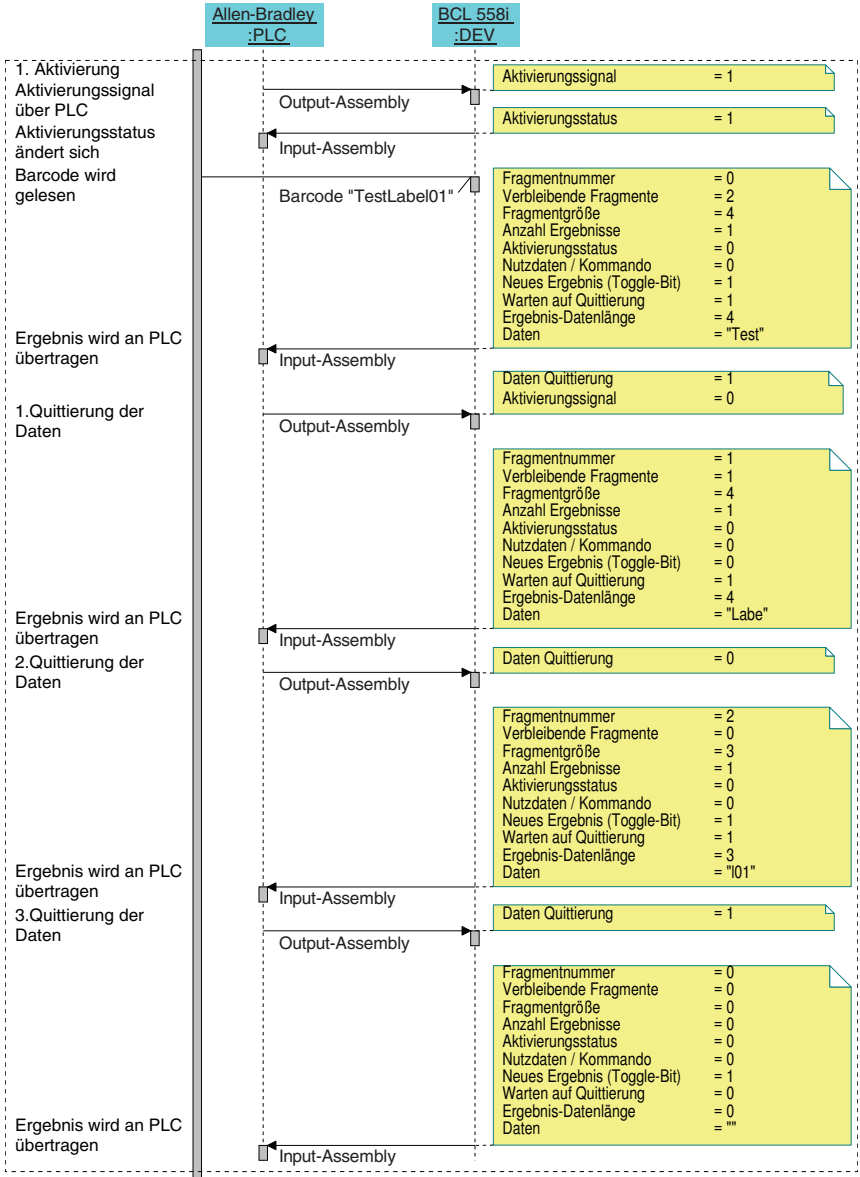 Allen-Bradley
:PLC
BCL 558i
:DEV
1. Aktivierung
Aktivierungssignal
über PLC
Output-Assembly
Aktivierungssignal = 1
Aktivierungsstatus
ändert sich
Input-Assembly
Aktivierungsstatus = 1
Barcode wird
gelesen
Barcode "TestLabel01"
Fragmentnummer = 0
Verbleibende Fragmente = 2
Fragmentgröße = 4
Anzahl Ergebnisse = 1
Aktivierungsstatus = 0
Nutzdaten / Kommando = 0
Neues Ergebnis (Toggle-Bit) = 1
Warten auf Quittierung = 1
Ergebnis-Datenlänge = 4
Daten = "Test"
Ergebnis wird an PLC
übertragen
Input-Assembly
Daten Quittierung = 1
Aktivierungssignal = 0
1.Quittierung der
Daten
Output-Assembly
Fragmentnummer = 1
Verbleibende Fragmente = 1
Fragmentgröße = 4
Anzahl Ergebnisse = 1
Aktivierungsstatus = 0
Nutzdaten / Kommando = 0
Neues Ergebnis (Toggle-Bit) = 0
Warten auf Quittierung = 1
Ergebnis-Datenlänge = 4
Daten = "Labe"
Ergebnis wird an PLC
übertragen
Input-Assembly
2.Quittierung der
Daten
Output-Assembly
Daten Quittierung = 0
Fragmentnummer = 2
Verbleibende Fragmente = 0
Fragmentgröße = 3
Anzahl Ergebnisse = 1
Aktivierungsstatus = 0
Nutzdaten / Kommando = 0
Neues Ergebnis (Toggle-Bit) = 1
Warten auf Quittierung = 1
Ergebnis-Datenlänge = 3
Daten = "l01"
Ergebnis wird an PLC
übertragen
Input-Assembly
3.Quittierung der
Daten
Output-Assembly
Daten Quittierung = 1
Fragmentnummer = 0
Verbleibende Fragmente = 0
Fragmentgröße = 0
Anzahl Ergebnisse = 0
Aktivierungsstatus = 0
Nutzdaten / Kommando = 0
Neues Ergebnis (Toggle-Bit) = 1
Warten auf Quittierung = 0
Ergebnis-Datenlänge = 0
Daten = ""
Ergebnis wird an PLC
übertragen
Input-Assembly